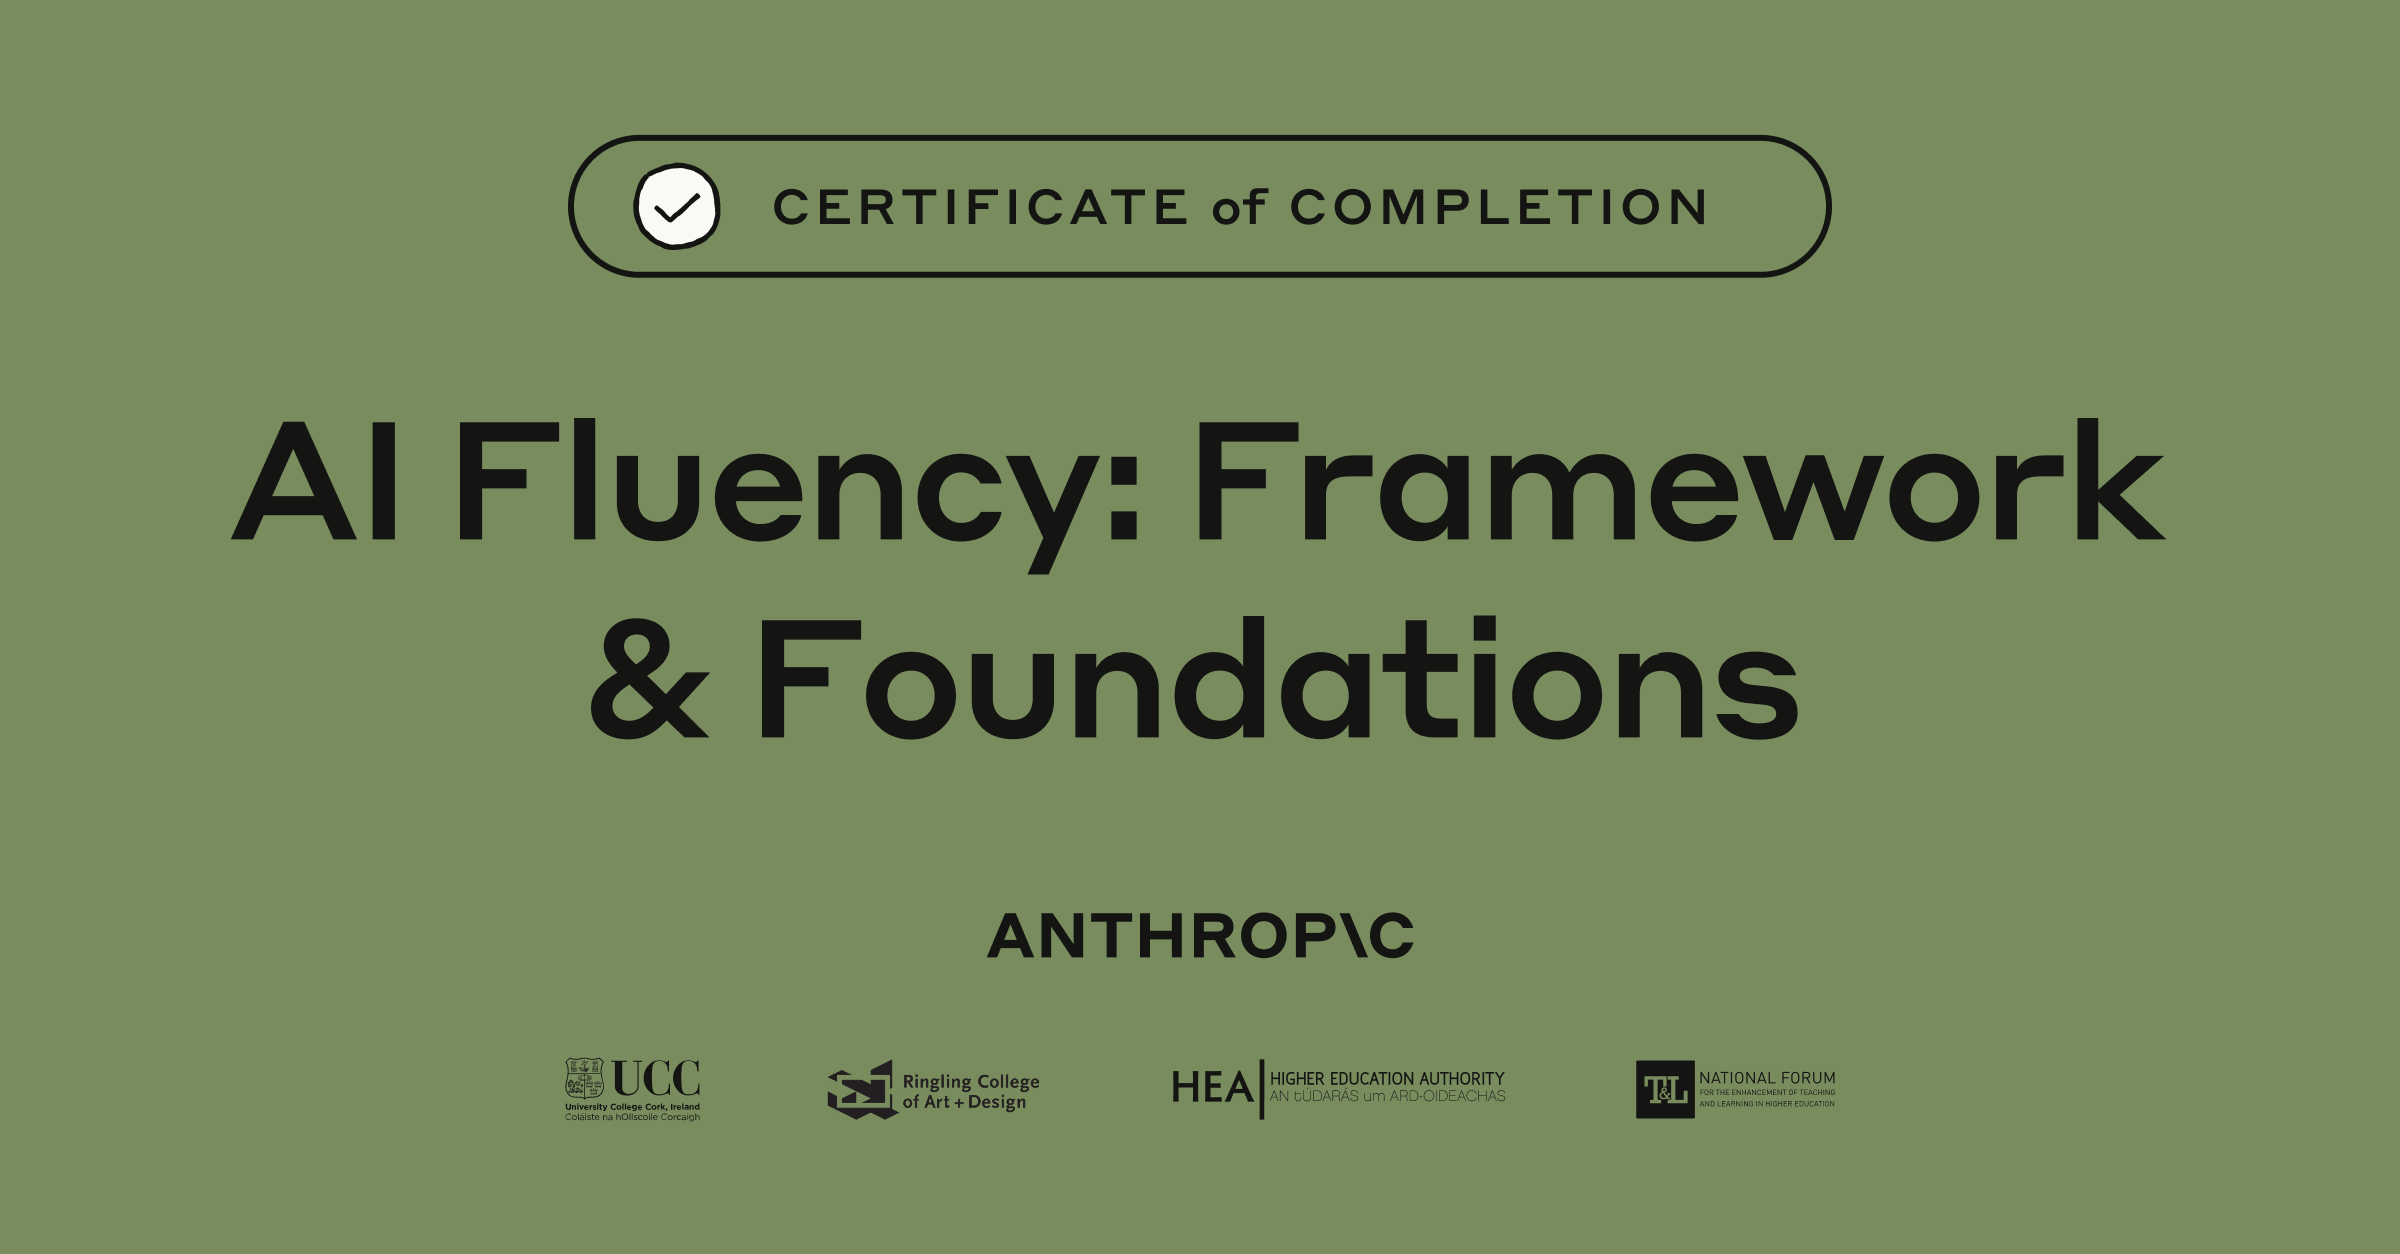 CERTIFICATE of COMPLETION
AI Fluency: Framework
& Foundations
ANTHROP\C
UCC
University College Cork, Ireland
Coláiste na hOllscoile Corcaigh
Ringling College
of Art + Design
HEA
HIGHER EDUCATION AUTHORITY
AN tÚDARÁS um ARD-OIDEACHAS
T&L
NATIONAL FORUM
FOR THE ENHANCEMENT OF TEACHING
AND LEARNING IN HIGHER EDUCATION